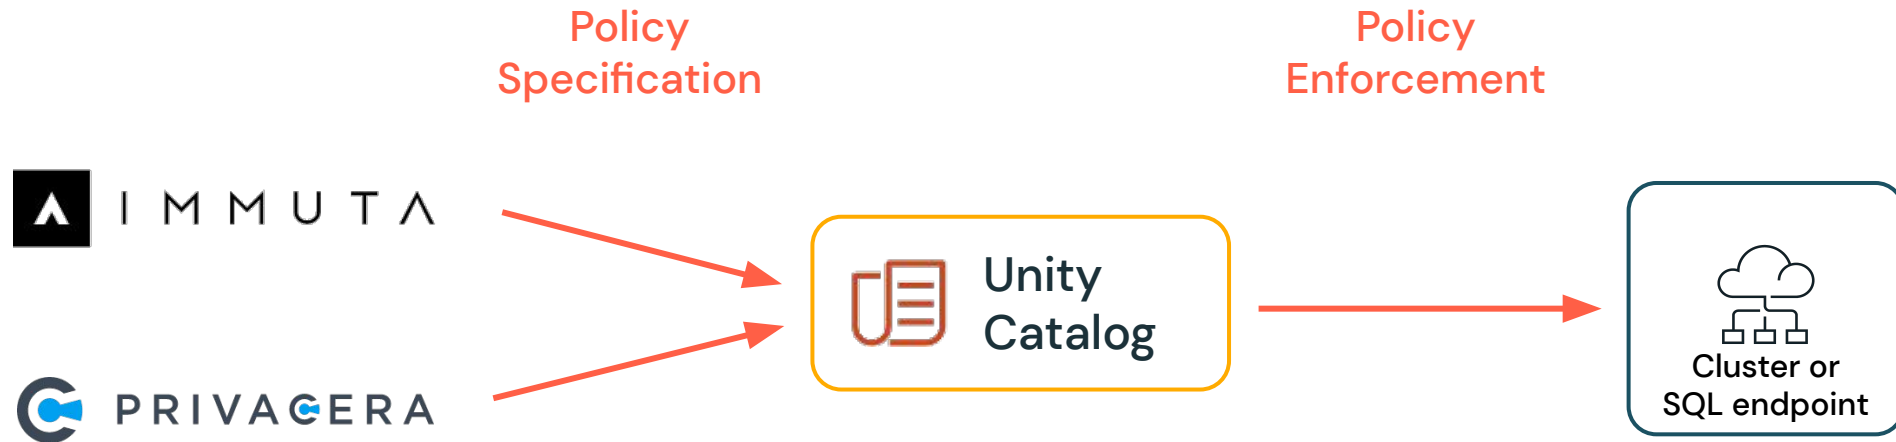 Policy
Specification
Policy
Enforcement
IMMUTA
PRIVACERA
Unity
Catalog
Cluster or
SQL endpoint